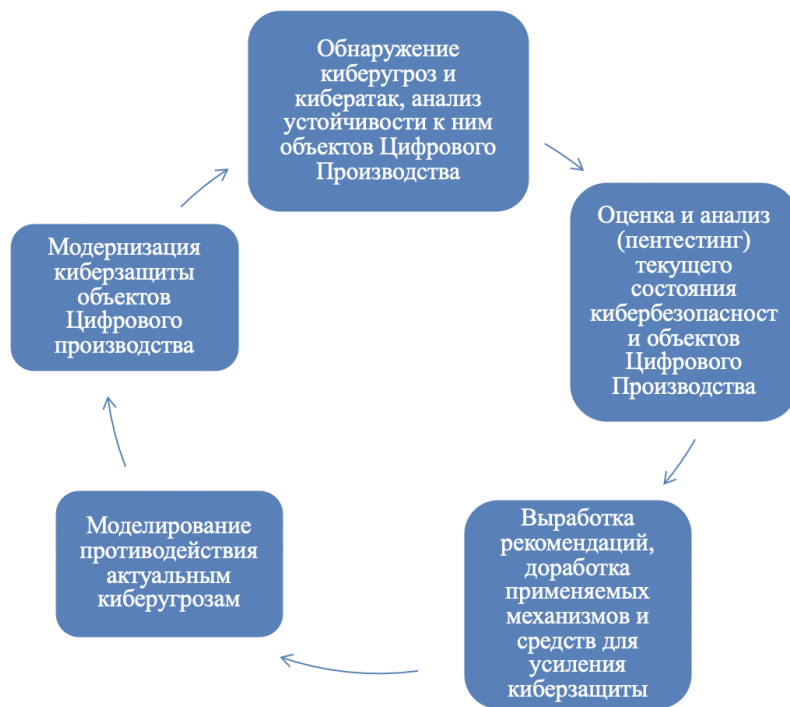 Обнаружение
киберугроз и
кибератак, анализ
устойчивости к ним
объектов Цифрового
Производства
Оценка и анализ
(пентестинг)
текущего
состояния
кибербезопасност
и объектов
Цифрового
Производства
Выработка
рекомендаций,
доработка
применяемых
механизмов и
средств для
усиления
киберзащиты
Моделирование
противодействия
актуальным
киберугрозам
Модернизация
киберзащиты
объектов
Цифрового
производства